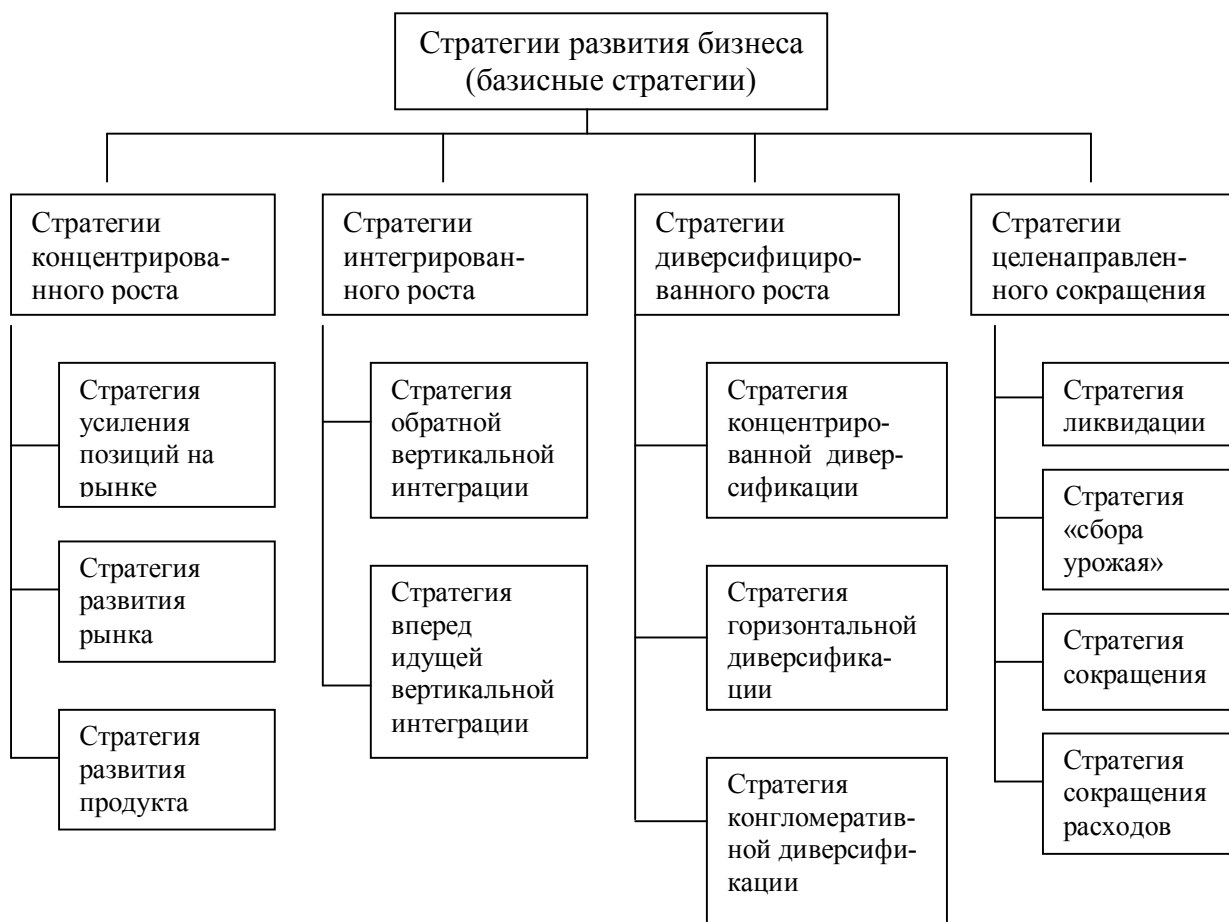 Стратегии развития бизнеса
(базисные стратегии)
Стратегии
концентрирова-
нного роста
Стратегия
усиления
позиций на
рынке
Стратегия
развития
рынка
Стратегия
развития
продукта
Стратегии
интегрирован-
ного роста
Стратегия
обратной
вертикальной
интеграции
Стратегия
вперед
идущей
вертикальной
интеграции
Стратегии
диверсифициро-
ванного роста
Стратегия
концентриро-
ванной дивер-
сификации
Стратегия
горизонтальной
диверсифика-
ции
Стратегия
конгломератив-
ной диверсифи-
кации
Стратегии
целенаправлен-
ного сокращения
Стратегия
ликвидации
Стратегия
«сбора
урожая»
Стратегия
сокращения
Стратегия
сокращения
расходов